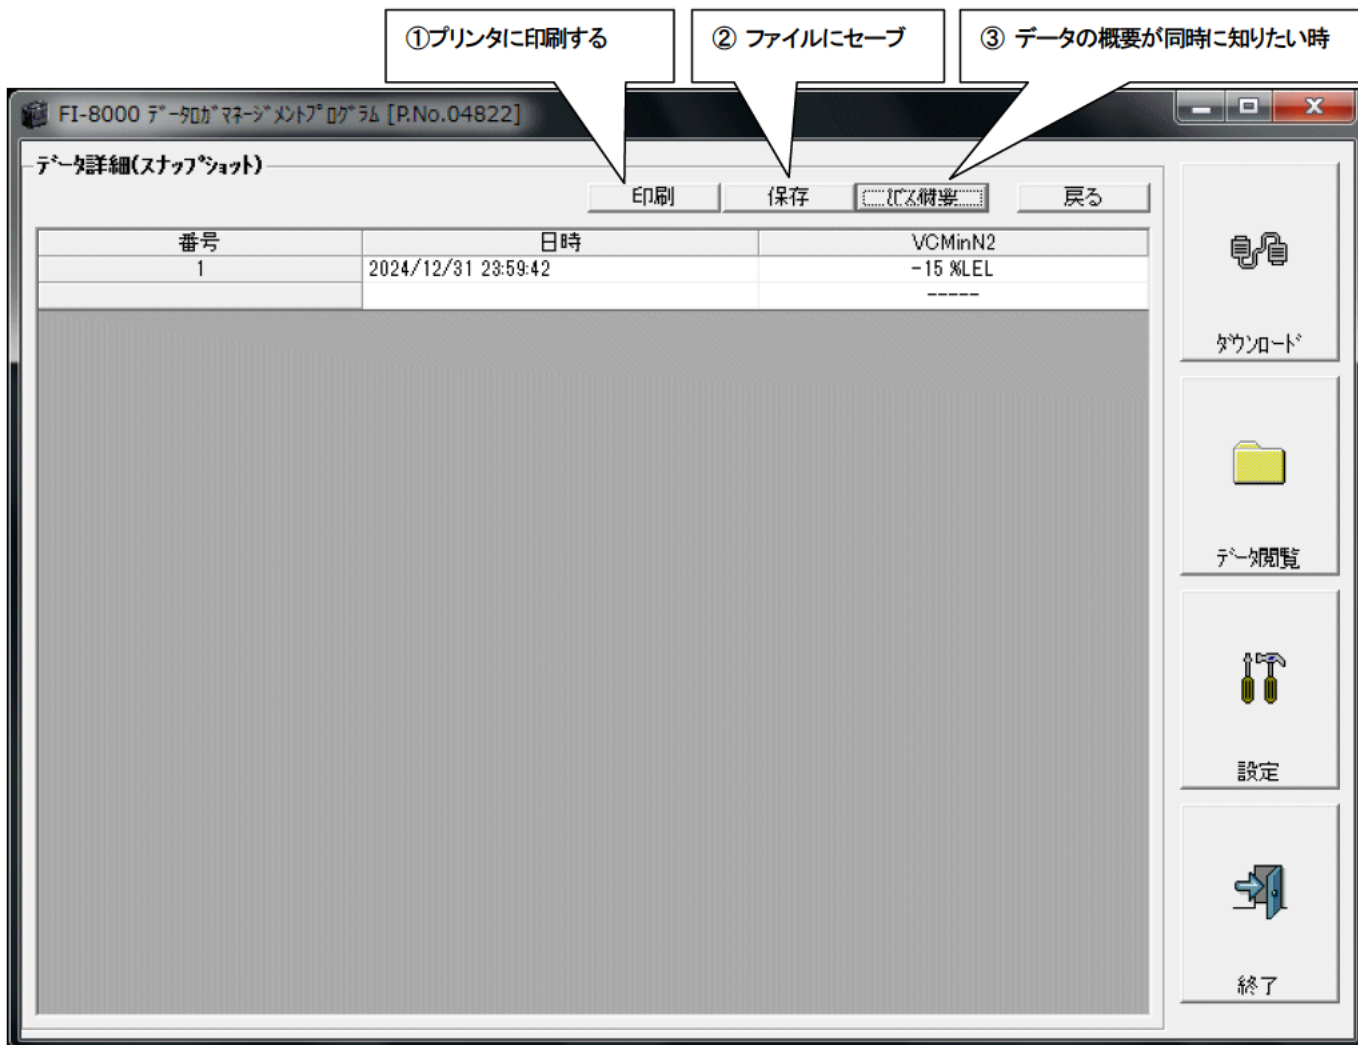 ①プリンタに印刷する
② ファイルにセーブ
③ データの概要が同時に知りたい時
FI-8000 ﾃﾞｰﾀﾛｶﾞﾏﾈｰｼﾞﾒﾝﾄﾌﾟﾛｸﾞﾗﾑ [P.No.04822]
ﾃﾞｰﾀ詳細(ｽﾅｯﾌﾟｼｮｯﾄ)
印刷
保存
概要
戻る
番号 日時 VCMinN2
1 2024/12/31 23:59:42 -15 %LEL
-----
ﾀﾞｳﾝﾛｰﾄﾞ
ﾃﾞｰﾀ閲覧
設定
終了